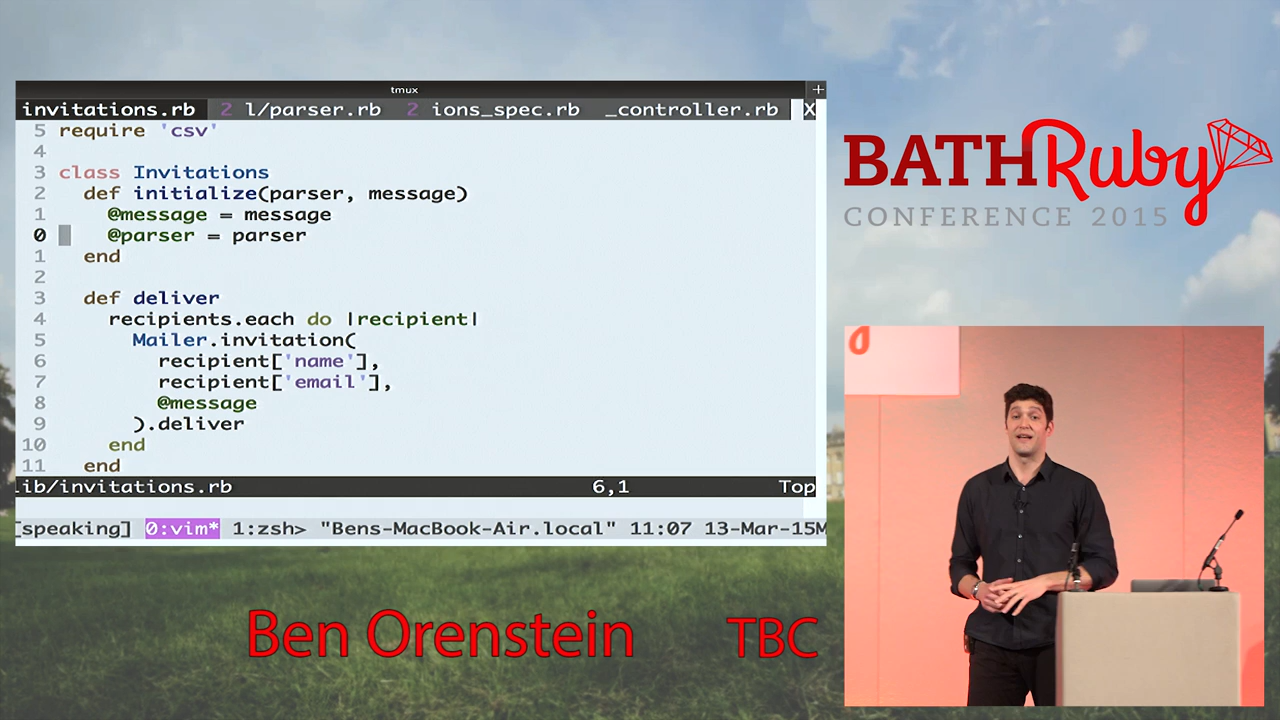 tmux
+
invitations.rb 2 l/parser.rb 2 ions_spec.rb _controller.rb X
5 require 'csv'
4
3 class Invitations
2 def initialize(parser, message)
1 @message = message
0 @parser = parser
1 end
2
3 def deliver
4 recipients.each do |recipient|
5 Mailer.invitation(
6 recipient['name'],
7 recipient['email'],
8 @message
9 ).deliver
10 end
11 end
lib/invitations.rb 6,1 Top
[speaking] 0:vim* 1:zsh> "Bens-MacBook-Air.local" 11:07 13-Mar-15M
BATHRuby
CONFERENCE 2015
Ben Orenstein TBC